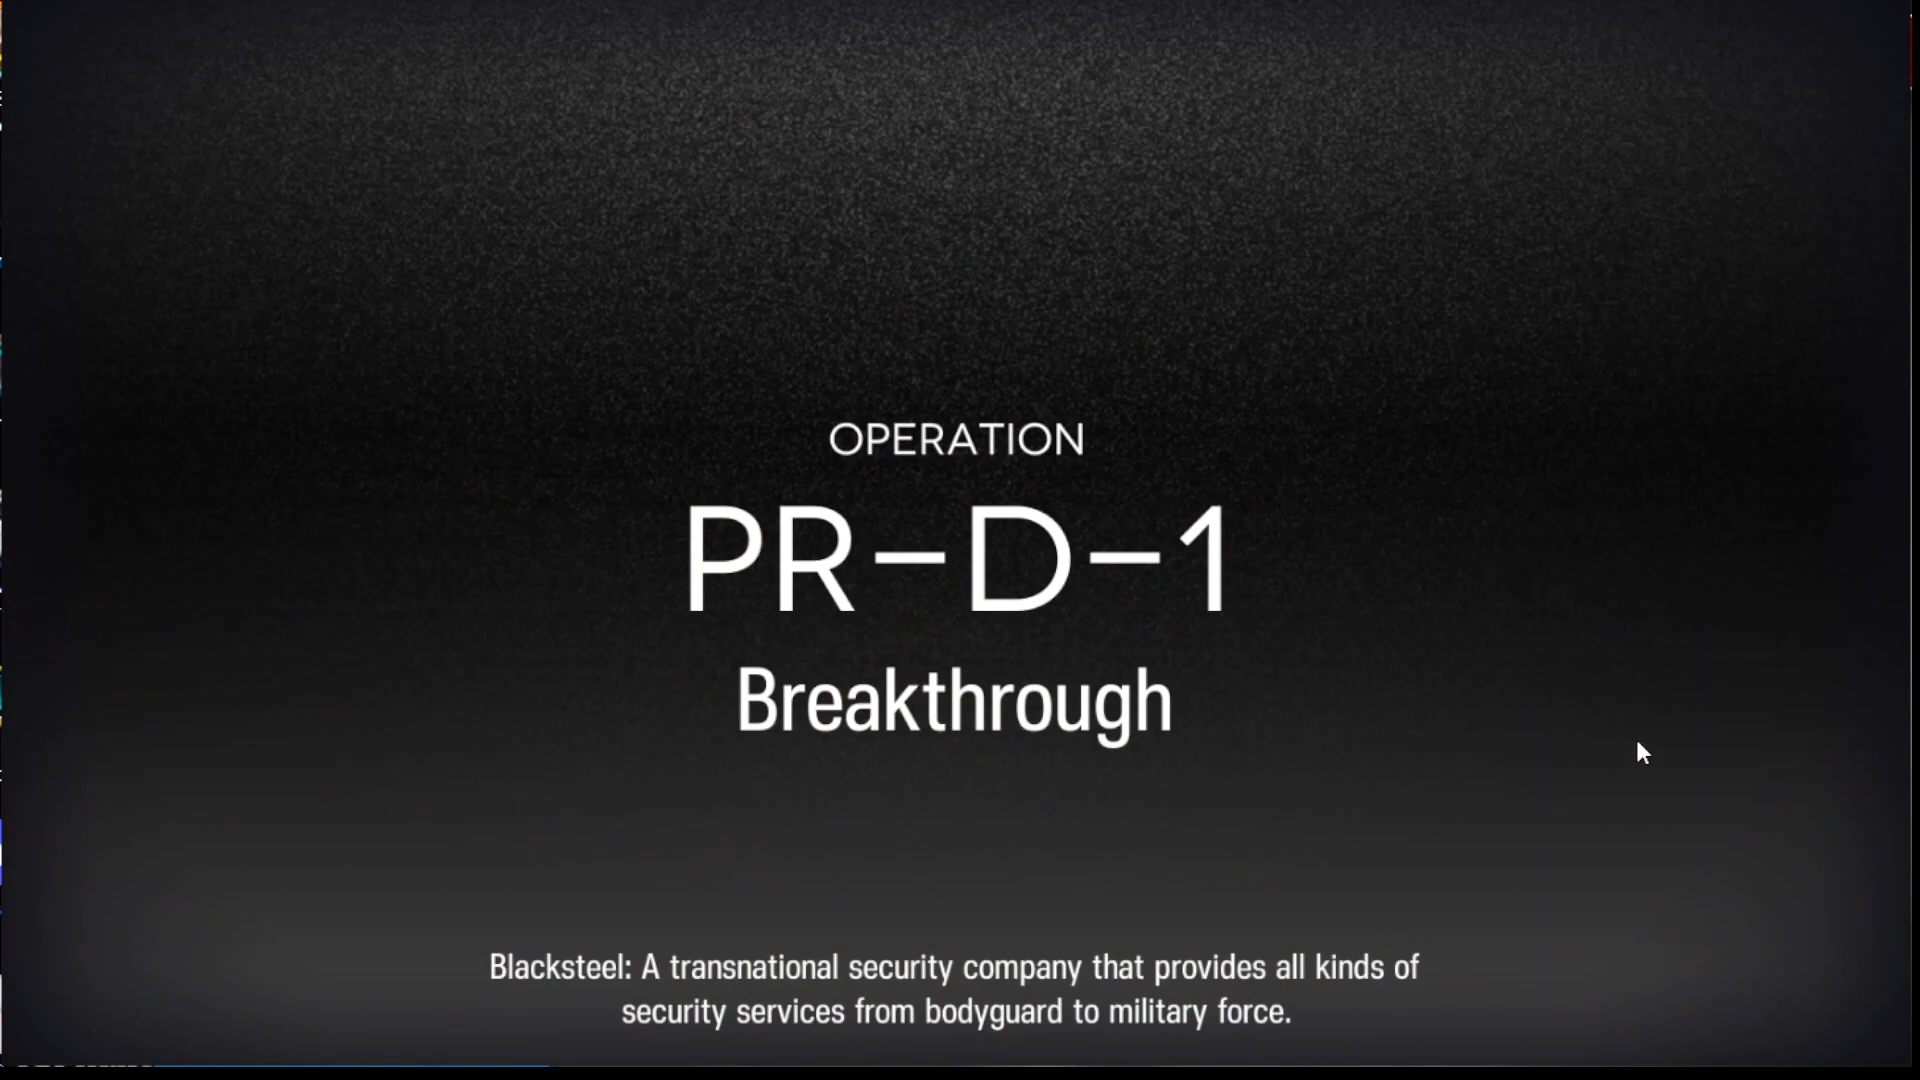 OPERATION
PR-D-1
Breakthrough
Blacksteel: A transnational security company that provides all kinds of
security services from bodyguard to military force.